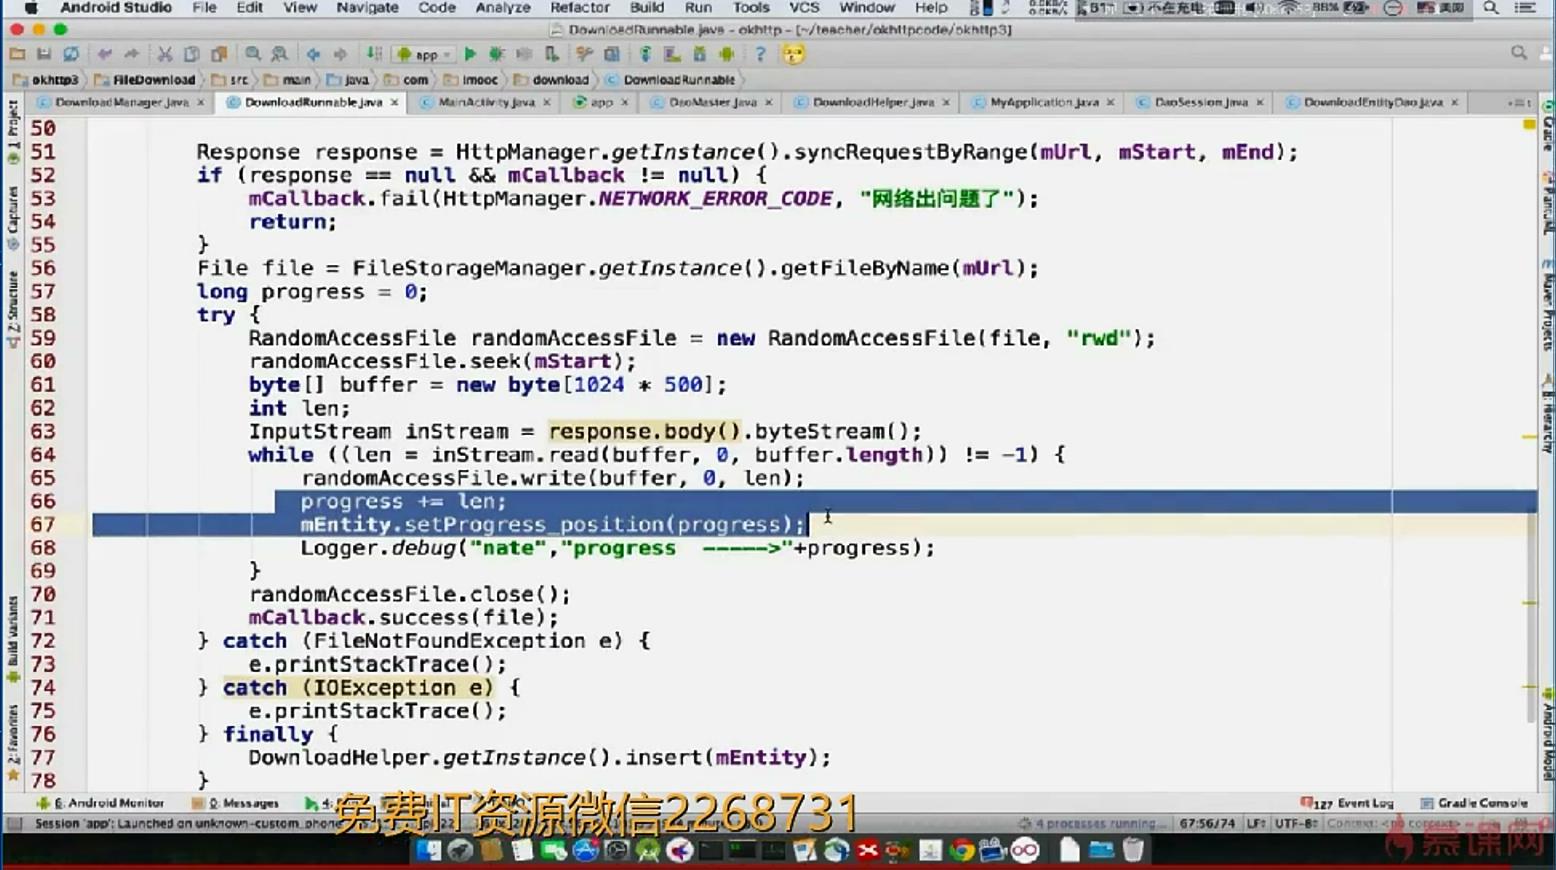 Android Studio File Edit View Navigate Code Analyze Refactor Build Run Tools VCS Window Help
DownloadRunnable.java - okhttp - [~/teacher/okhttpcode/okhttp3]
app
okhttp3 FileDownload src main java com imooc download DownloadRunnable
DownloadManager.java DownloadRunnable.java MainActivity.java app DaoMaster.java DownloadHelper.java MyApplication.java DaoSession.java DownloadEntityDao.java
50
51 Response response = HttpManager.getInstance().syncRequestByRange(mUrl, mStart, mEnd);
52 if (response == null && mCallback != null) {
53 mCallback.fail(HttpManager.NETWORK_ERROR_CODE, "网络出问题了");
54 return;
55 }
56 File file = FileStorageManager.getInstance().getFileByName(mUrl);
57 long progress = 0;
58 try {
59 RandomAccessFile randomAccessFile = new RandomAccessFile(file, "rwd");
60 randomAccessFile.seek(mStart);
61 byte[] buffer = new byte[1024 * 500];
62 int len;
63 InputStream inStream = response.body().byteStream();
64 while ((len = inStream.read(buffer, 0, buffer.length)) != -1) {
65 randomAccessFile.write(buffer, 0, len);
66 progress += len;
67 mEntity.setProgress_position(progress);
68 Logger.debug("nate","progress ----->"+progress);
69 }
70 randomAccessFile.close();
71 mCallback.success(file);
72 } catch (FileNotFoundException e) {
73 e.printStackTrace();
74 } catch (IOException e) {
75 e.printStackTrace();
76 } finally {
77 DownloadHelper.getInstance().insert(mEntity);
78 }
1: Project
Captures
7: Structure
Build Variants
2: Favorites
Gradle
Maven Projects
Android Model
6: Android Monitor 0: Messages 127 Event Log Gradle Console
Session 'app': Launched on unknown-custom_phone 4 processes running... 67:56/74 LF UTF-8 Context: <no context>
免费IT资源微信2268731
慕课网